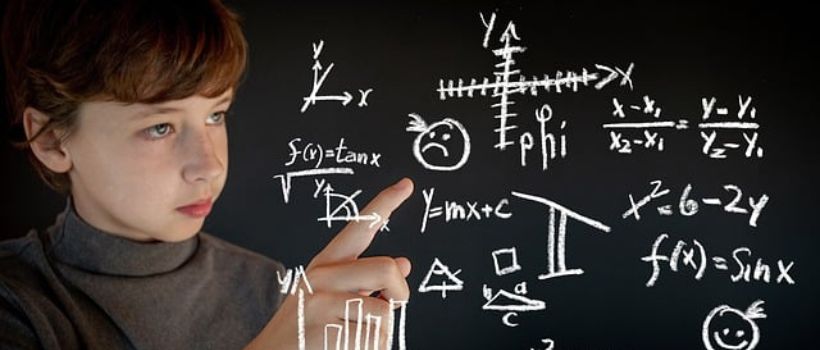 Y
X
Y
x
x-x₁/x₂-x₁ = y-y₁/y₂-y₁
phi
f(x)=tanx
Y
x
y=mx+c
x²=6-2y
f(x)=Sinx
a
c
y